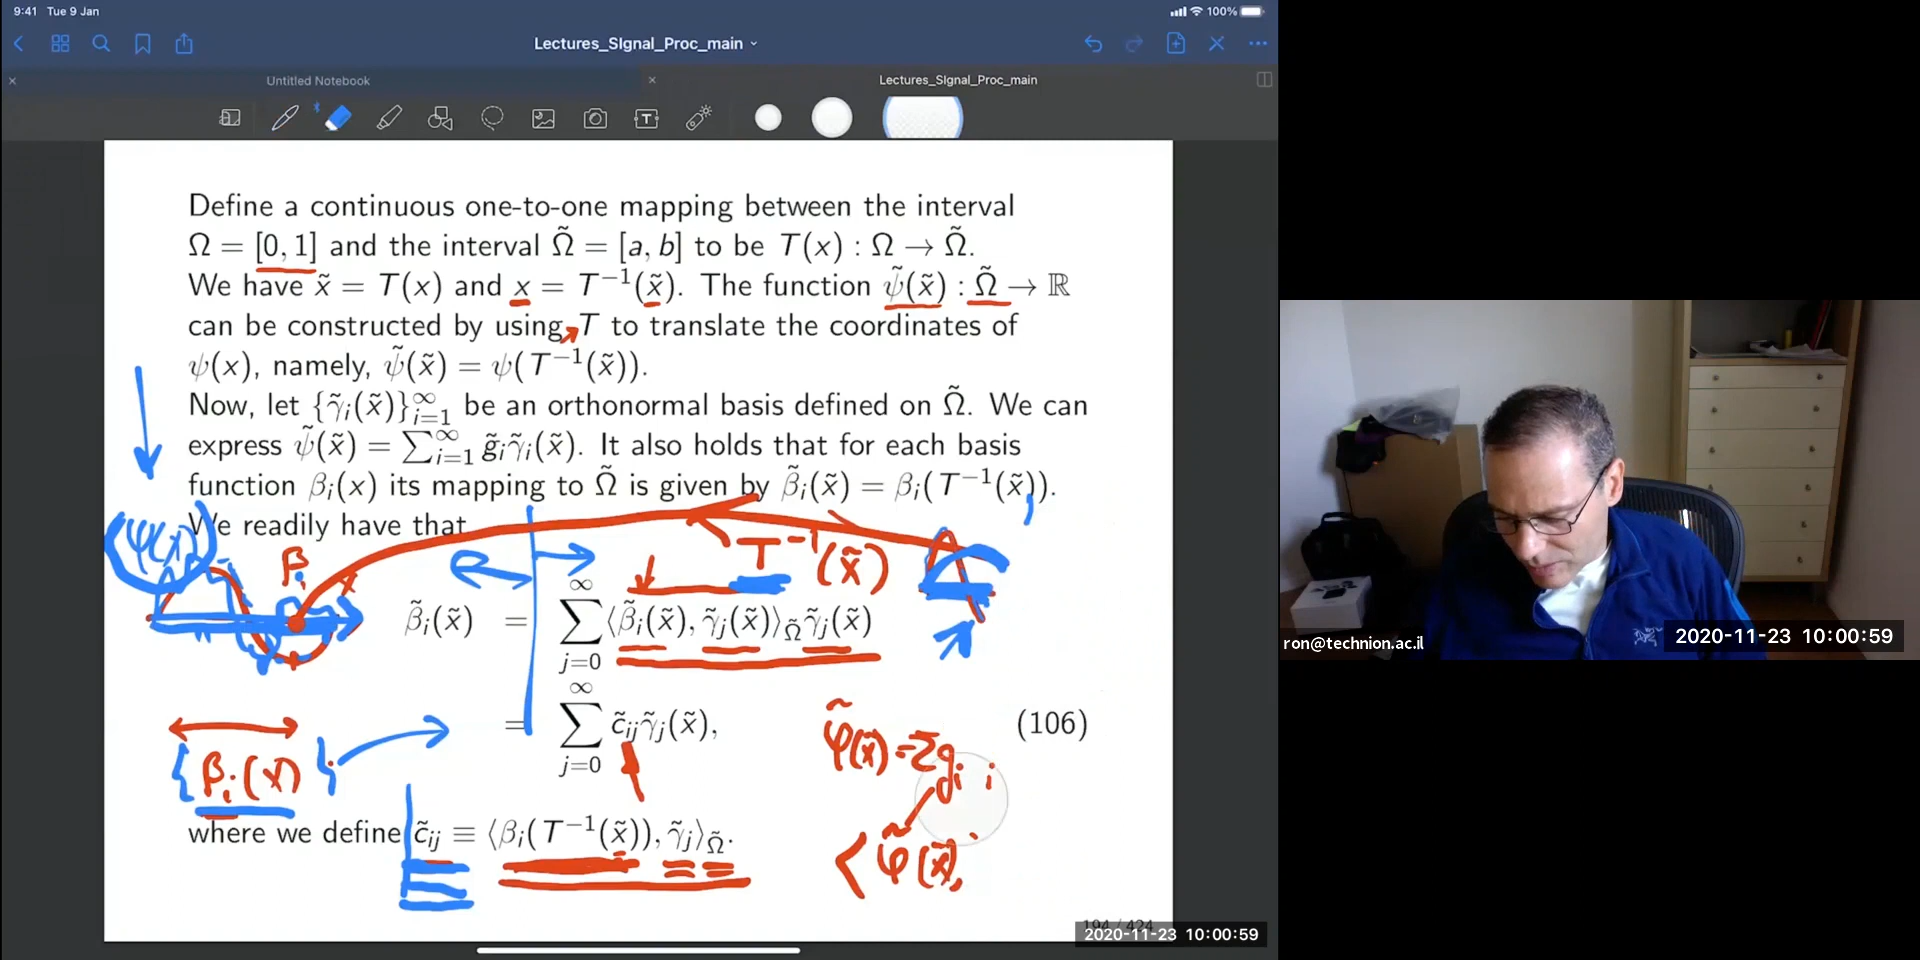 9:41 Tue 9 Jan
100%
Lectures_SIgnal_Proc_main
Untitled Notebook
Lectures_SIgnal_Proc_main
Define a continuous one-to-one mapping between the interval
Ω = [0, 1] and the interval Ω̃ = [a, b] to be T(x) : Ω → Ω̃.
We have x̃ = T(x) and x = T⁻¹(x̃). The function ψ̃(x̃) : Ω̃ → ℝ
can be constructed by using T to translate the coordinates of
ψ(x), namely, ψ̃(x̃) = ψ(T⁻¹(x̃)).
Now, let {γ̃ᵢ(x̃)}∞ᵢ₌₁ be an orthonormal basis defined on Ω̃. We can
express ψ̃(x̃) = ∑∞ᵢ₌₁ g̃ᵢγ̃ᵢ(x̃). It also holds that for each basis
function βᵢ(x) its mapping to Ω̃ is given by β̃ᵢ(x̃) = βᵢ(T⁻¹(x̃)).
We readily have that
ψ(x)
βᵢ
T⁻¹(x̃)
β̃ᵢ(x̃) = ∑∞ⱼ₌₀ ⟨β̃ᵢ(x̃), γ̃ⱼ(x̃)⟩Ω̃ γ̃ⱼ(x̃)
= ∑∞ⱼ₌₀ c̃ᵢⱼγ̃ⱼ(x̃), (106)
{βᵢ(x)}
ψ̃(x̃) = Σgᵢ
where we define c̃ᵢⱼ ≡ ⟨βᵢ(T⁻¹(x̃)), γ̃ⱼ⟩Ω̃.
<ψ̃(x̃),
194 / 424
2020-11-23 10:00:59
ron@technion.ac.il
2020-11-23 10:00:59